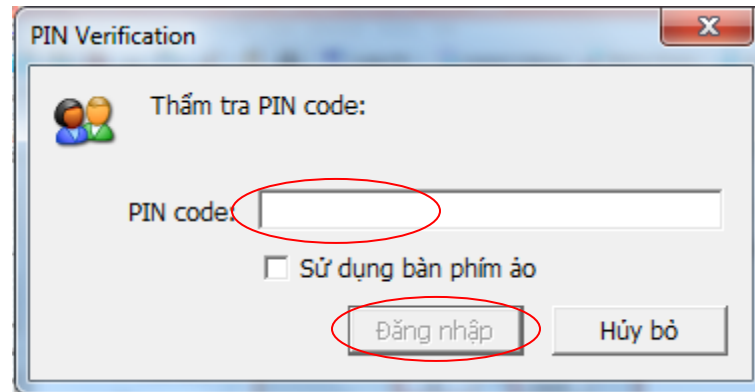 PIN Verification
Thẩm tra PIN code:
PIN code:
Sử dụng bàn phím ảo
Đăng nhập
Hủy bỏ